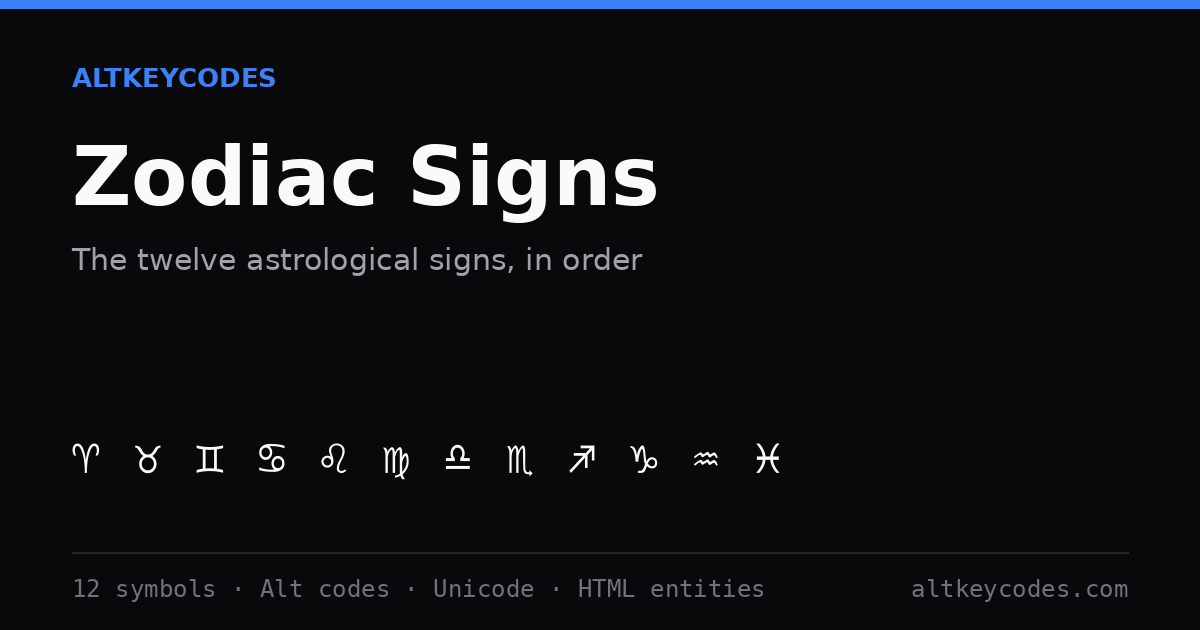 ALTKEYCODES
Zodiac Signs
The twelve astrological signs, in order
♈︎ ♉︎ ♊︎ ♋︎ ♌︎ ♍︎ ♎︎ ♏︎ ♐︎ ♑︎ ♒︎ ♓︎
12 symbols · Alt codes · Unicode · HTML entities altkeycodes.com